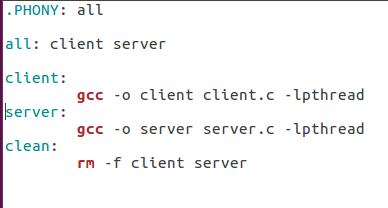 .PHONY: all
all: client server
client:
gcc -o client client.c -lpthread
server:
gcc -o server server.c -lpthread
clean:
rm -f client server